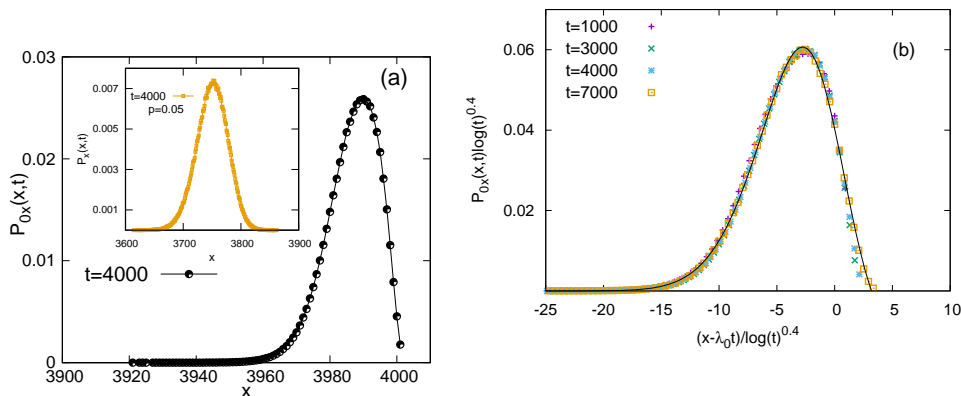 (a)
P0x(x,t)
0.03
0.02
0.01
0
3900
3920
3940
3960
3980
4000
x
t=4000
t=4000
p=0.05
Px(x,t)
0.007
0.005
0.003
0.001
3600
3700
3800
3900
x
(b)
t=1000
t=3000
t=4000
t=7000
P0x(x,t)log(t)^0.4
0.06
0.04
0.02
-25
-20
-15
-10
-5
0
5
10
(x-λ0t)/log(t)^0.4